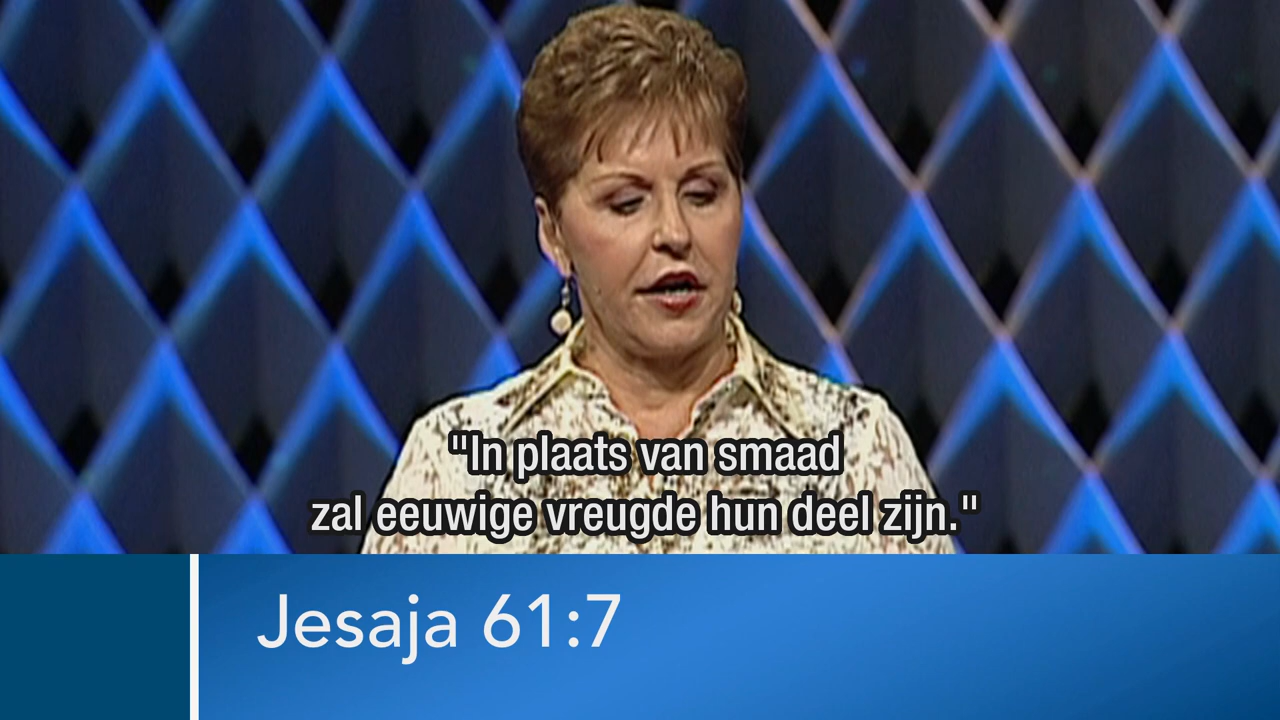 "In plaats van smaad
zal eeuwige vreugde hun deel zijn."
Jesaja 61:7